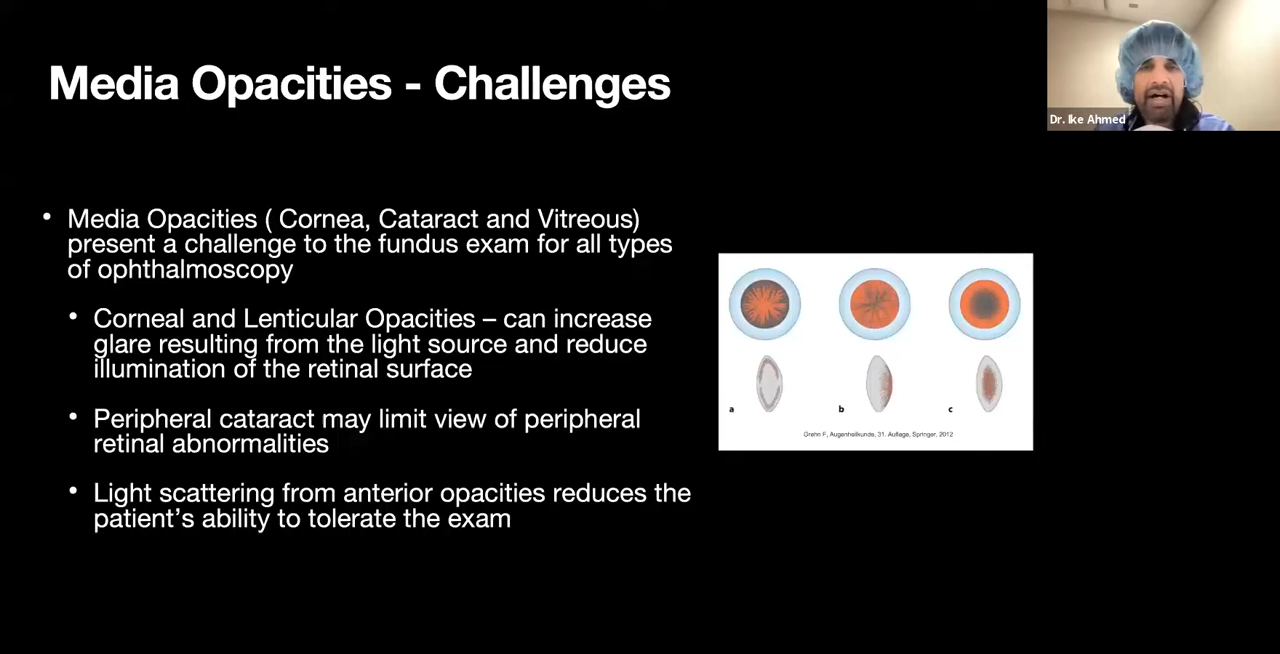 Media Opacities - Challenges
Dr. Ike Ahmed
• Media Opacities ( Cornea, Cataract and Vitreous)
present a challenge to the fundus exam for all types
of ophthalmoscopy
• Corneal and Lenticular Opacities – can increase
glare resulting from the light source and reduce
illumination of the retinal surface
• Peripheral cataract may limit view of peripheral
retinal abnormalities
• Light scattering from anterior opacities reduces the
patient’s ability to tolerate the exam
a b c
Grehn F, Augenheilkunde, 31. Auflage, Springer, 2012